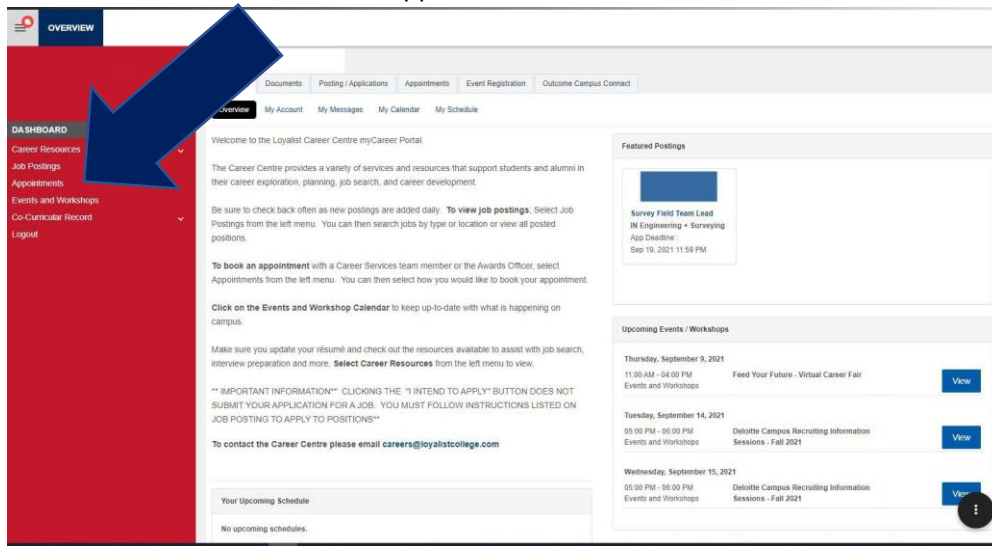 OVERVIEW
Documents
Posting / Applications
Appointments
Event Registration
Outcome Campus Connect
Overview
My Account
My Messages
My Calendar
My Schedule
DASHBOARD
Career Resources
Job Postings
Appointments
Events and Workshops
Co-Curricular Record
Logout
Welcome to the Loyalist Career Centre myCareer Portal.
The Career Centre provides a variety of services and resources that support students and alumni in
their career exploration, planning, job search, and career development.
Be sure to check back often as new postings are added daily. To view job postings, Select Job
Postings from the left menu. You can then search jobs by type or location or view all posted
positions.
To book an appointment with a Career Services team member or the Awards Officer, select
Appointments from the left menu. You can then select how you would like to book your appointment.
Click on the Events and Workshop Calendar to keep up-to-date with what is happening on
campus.
Make sure you update your résumé and check out the resources available to assist with job search,
interview preparation and more. Select Career Resources from the left menu to view.
** IMPORTANT INFORMATION** CLICKING THE "I INTEND TO APPLY" BUTTON DOES NOT
SUBMIT YOUR APPLICATION FOR A JOB. YOU MUST FOLLOW INSTRUCTIONS LISTED ON
JOB POSTING TO APPLY TO POSITIONS**
To contact the Career Centre please email careers@loyalistcollege.com
Your Upcoming Schedule
No upcoming schedules.
Featured Postings
Survey Field Team Lead
IN Engineering + Surveying
App Deadline :
Sep 19, 2021 11:59 PM
Upcoming Events / Workshops
Thursday, September 9, 2021
11:00 AM - 04:00 PM Feed Your Future - Virtual Career Fair
Events and Workshops
View
Tuesday, September 14, 2021
05:00 PM - 06:00 PM Deloitte Campus Recruiting Information
Events and Workshops Sessions - Fall 2021
View
Wednesday, September 15, 2021
05:00 PM - 06:00 PM Deloitte Campus Recruiting Information
Events and Workshops Sessions - Fall 2021
View